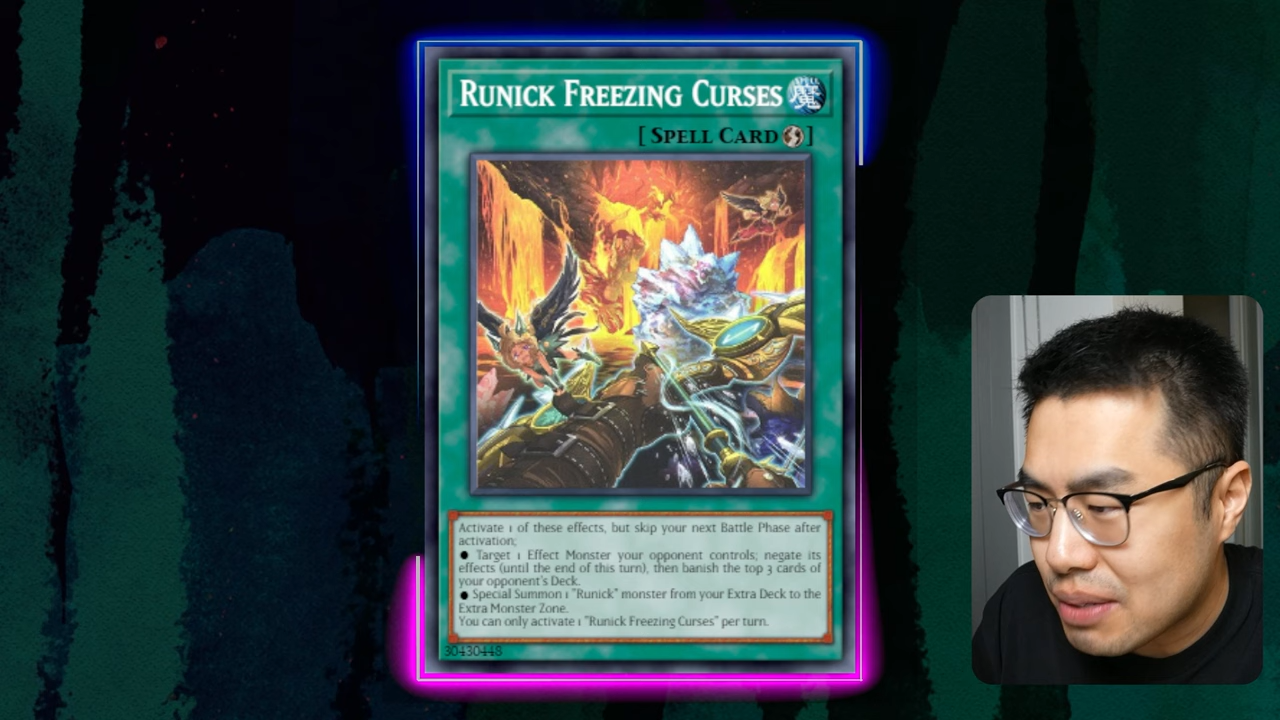 RUNICK FREEZING CURSES 魔
[ SPELL CARD ]
Activate 1 of these effects, but skip your next Battle Phase after
activation;
● Target 1 Effect Monster your opponent controls; negate its
effects (until the end of this turn), then banish the top 3 cards of
your opponent's Deck.
● Special Summon 1 "Runick" monster from your Extra Deck to the
Extra Monster Zone.
You can only activate 1 "Runick Freezing Curses" per turn.
30430448